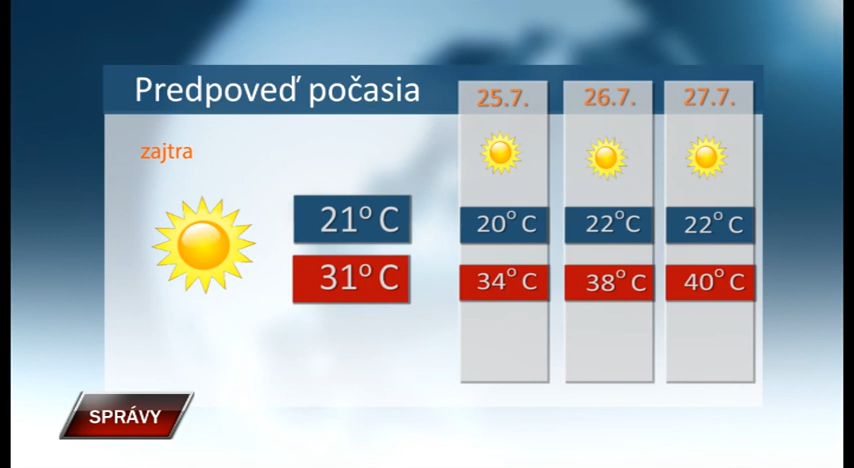 Predpoveď počasia
zajtra
21° C
31° C
25.7.
20° C
34° C
26.7.
22°C
38° C
27.7.
22° C
40° C
SPRÁVY